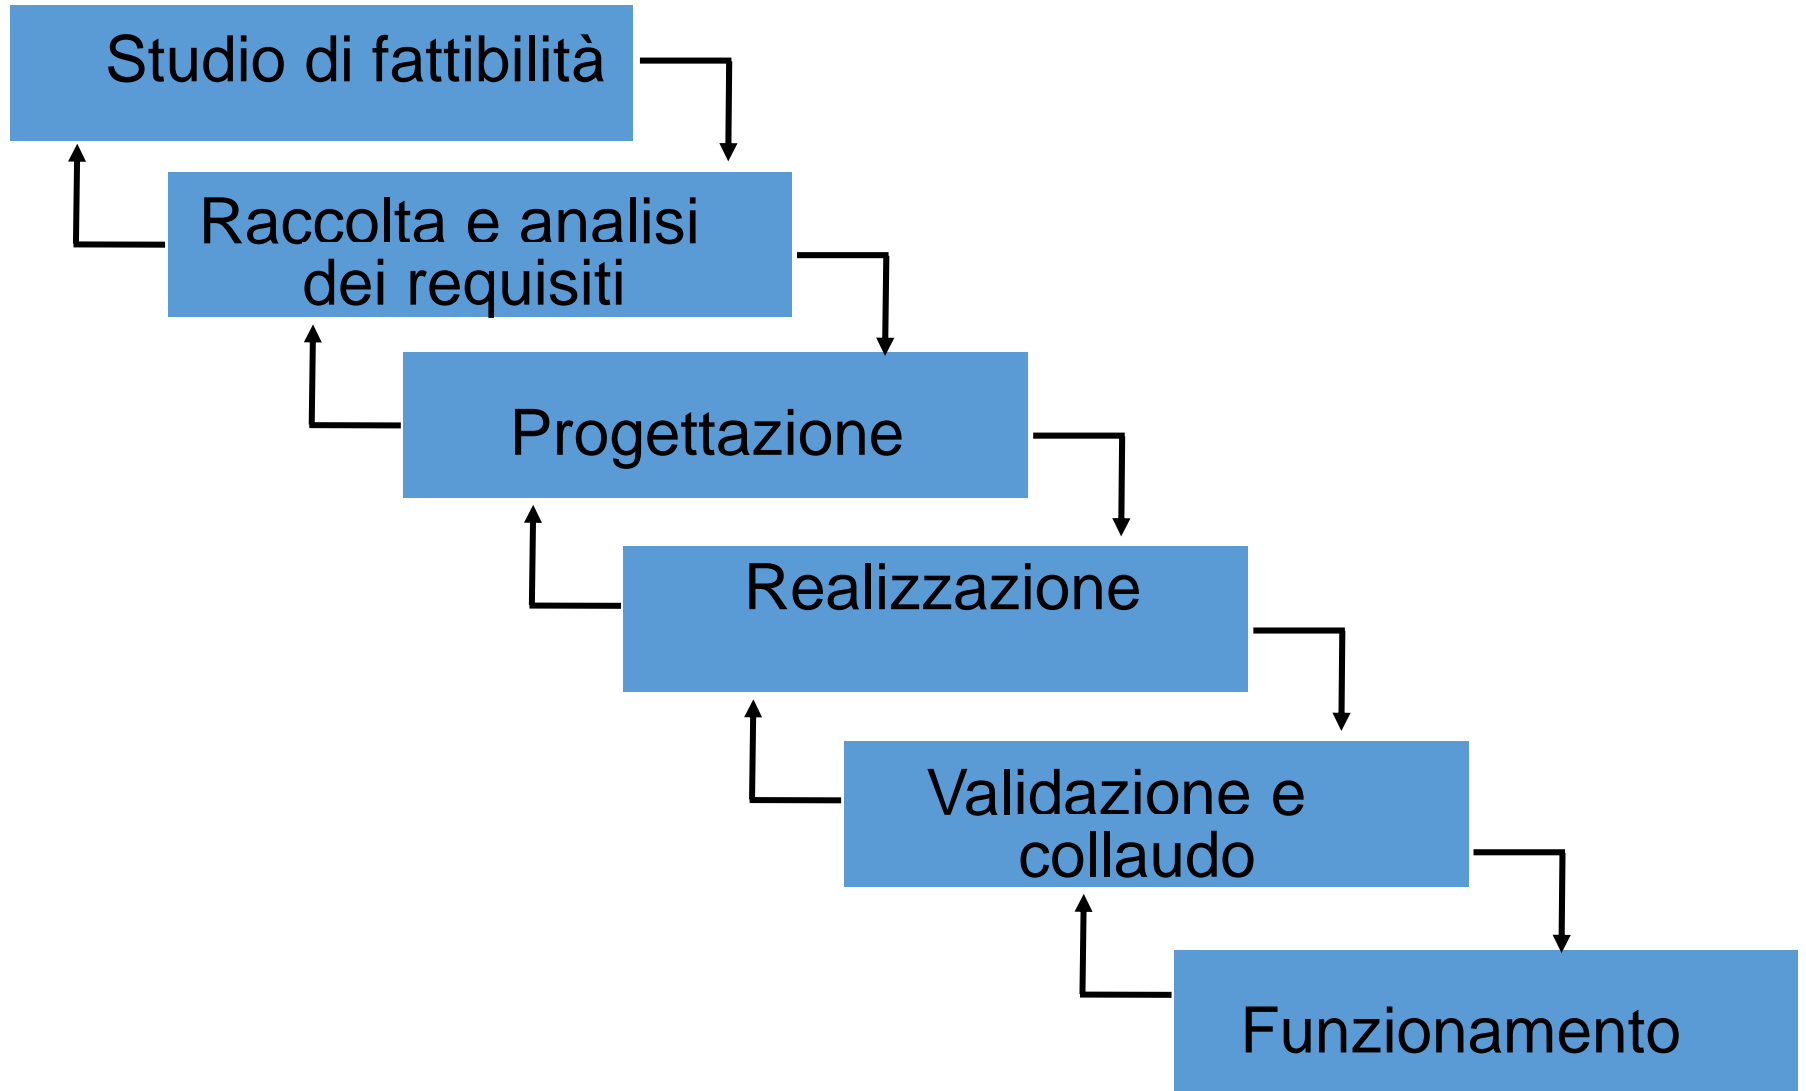 Studio di fattibilità
Raccolta e analisi
dei requisiti
Progettazione
Realizzazione
Validazione e
collaudo
Funzionamento